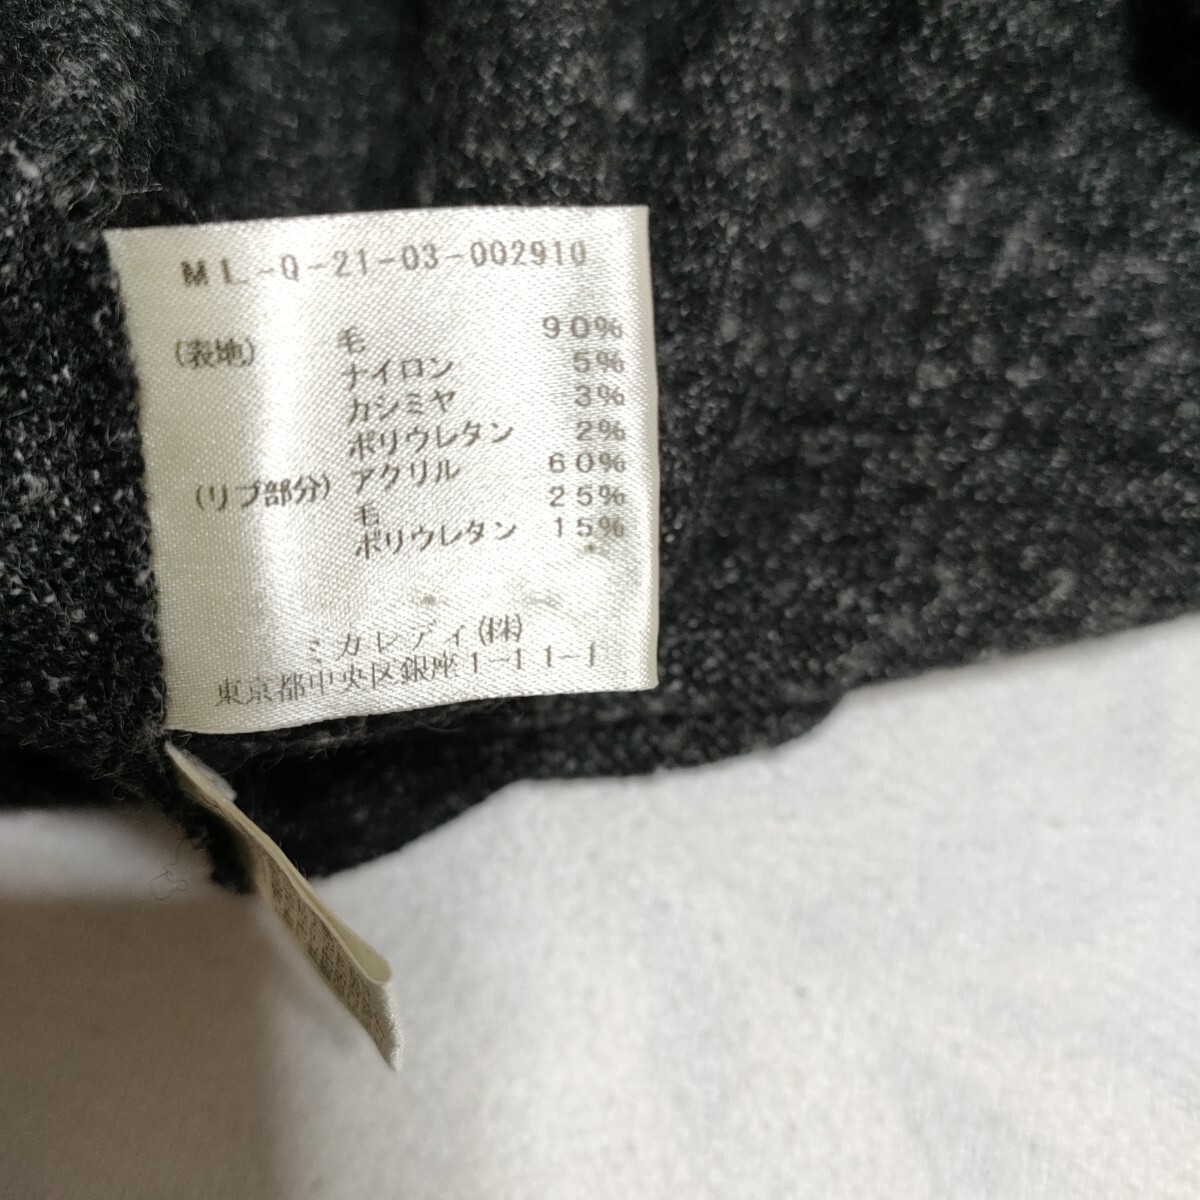 ML-Q-21-03-002910
(表地) 毛 90%
ナイロン 5%
カシミヤ 3%
ポリウレタン 2%
(リブ部分) アクリル 60%
毛 25%
ポリウレタン 15%
ミカレディ(株)
東京都中央区銀座1-11-1